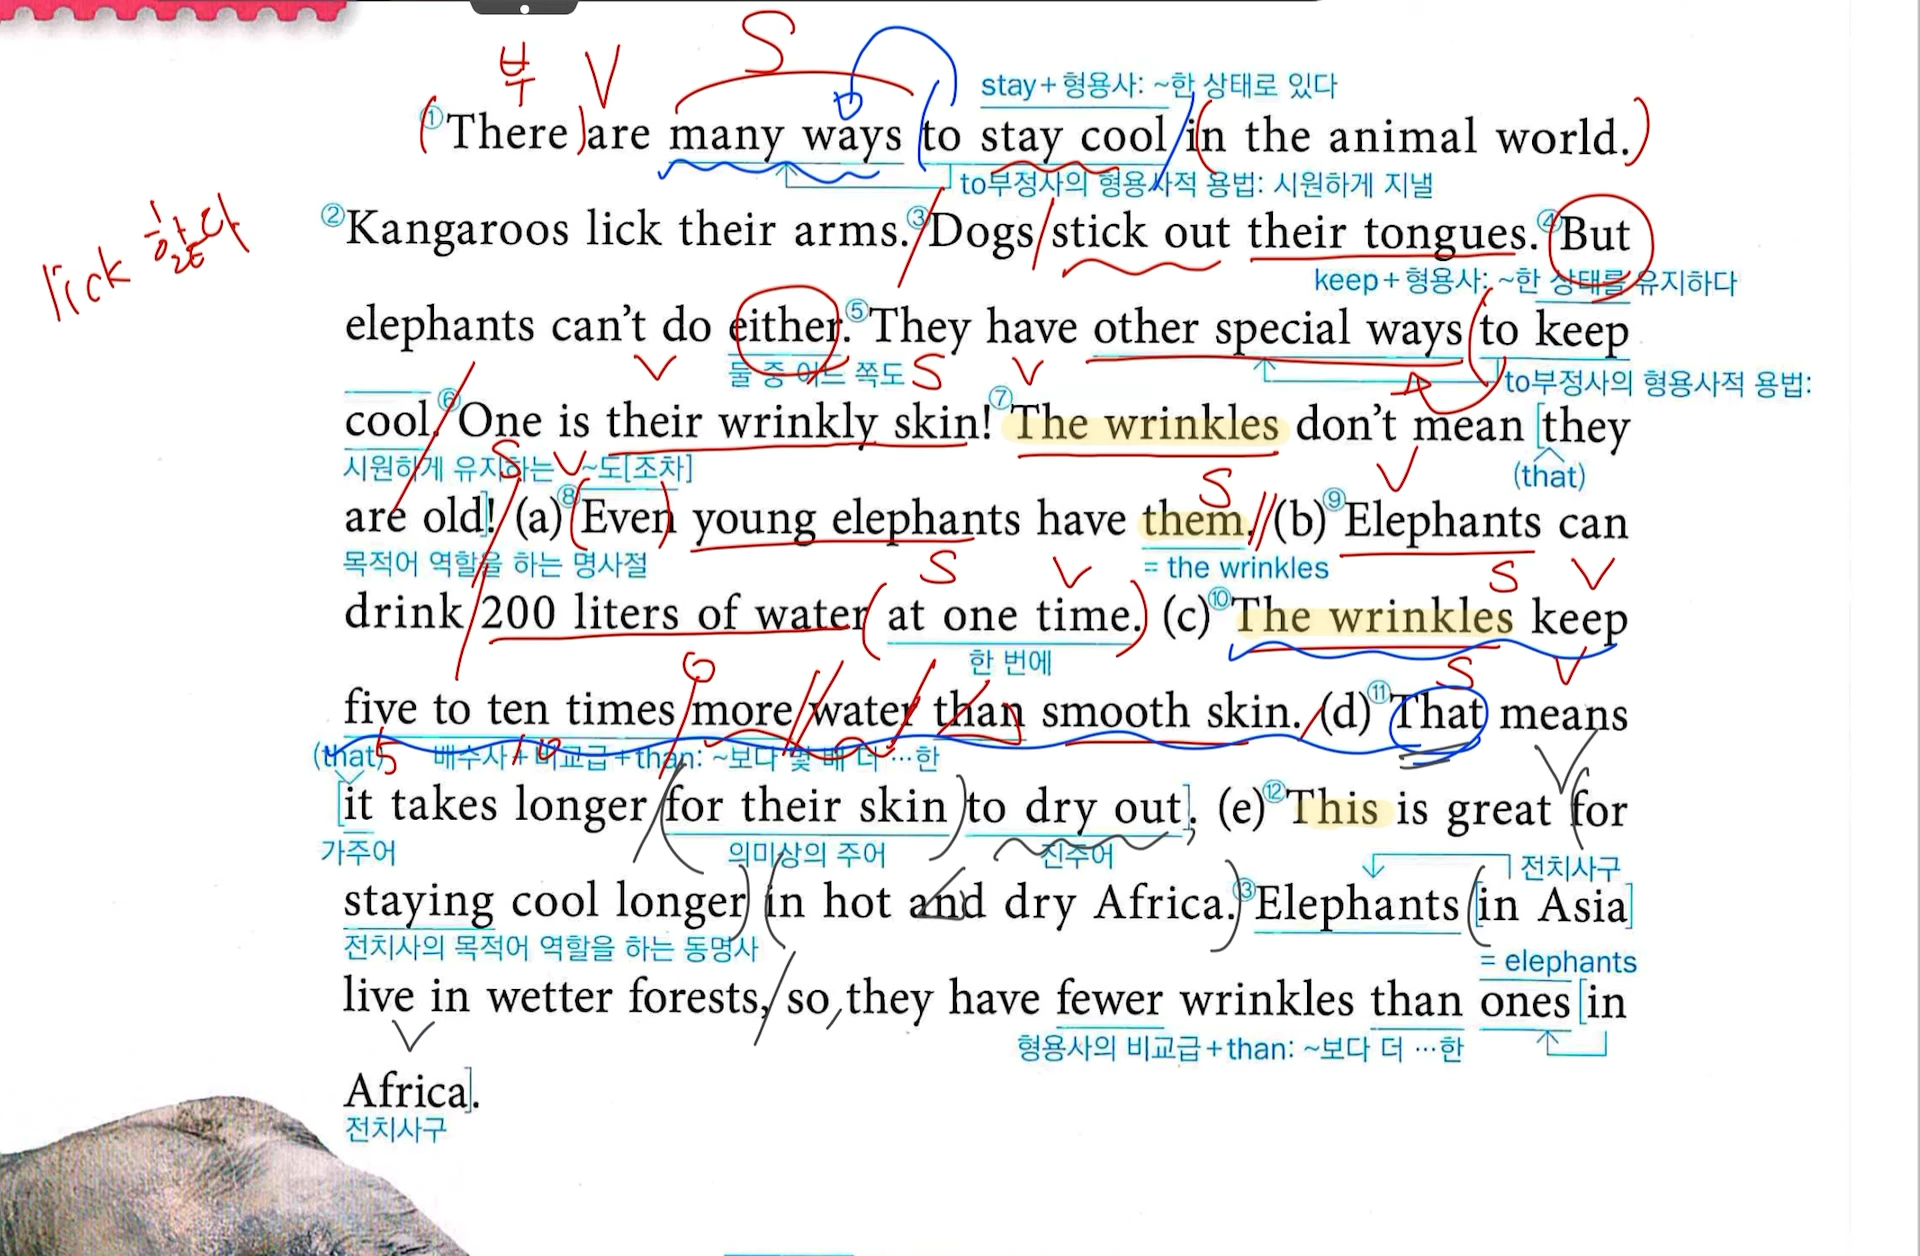 부 V S
stay+형용사: ~한 상태로 있다
①There are many ways to stay cool in the animal world.
to부정사의 형용사적 용법: 시원하게 지낼
lick 핥다
②Kangaroos lick their arms. ③Dogs stick out their tongues. ④But
keep+형용사: ~한 상태를 유지하다
elephants can't do either. ⑤They have other special ways to keep
V 둘 중 어느 쪽도 S V to부정사의 형용사적 용법:
cool. ⑥One is their wrinkly skin! ⑦The wrinkles don't mean [they
시원하게 유지하는 S V ~도[조차] S V (that)
are old]! (a) ⑧Even young elephants have them. (b) ⑨Elephants can
목적어 역할을 하는 명사절 S V = the wrinkles S V
drink 200 liters of water at one time. (c) ⑩The wrinkles keep
O 한 번에 S V
five to ten times more water than smooth skin. (d) ⑪That means
(that) 5 10 배수사+비교급+than: ~보다 몇 배 더 …한 V
[it takes longer for their skin to dry out]. (e) ⑫This is great for
가주어 의미상의 주어 진주어 전치사구
staying cool longer in hot and dry Africa. ⑬Elephants [in Asia]
전치사의 목적어 역할을 하는 동명사 = elephants
live in wetter forests, so, they have fewer wrinkles than ones [in
V 형용사의 비교급+than: ~보다 더 …한
Africa].
전치사구